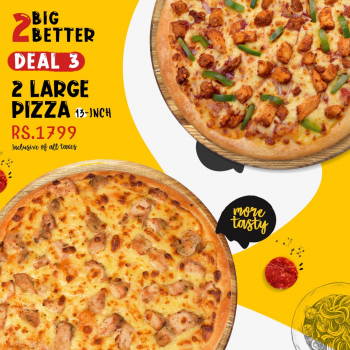 2 BIG
BETTER
DEAL 3
2 LARGE
PIZZA 13-INCH
RS.1799
Inclusive of all taxes
more
tasty